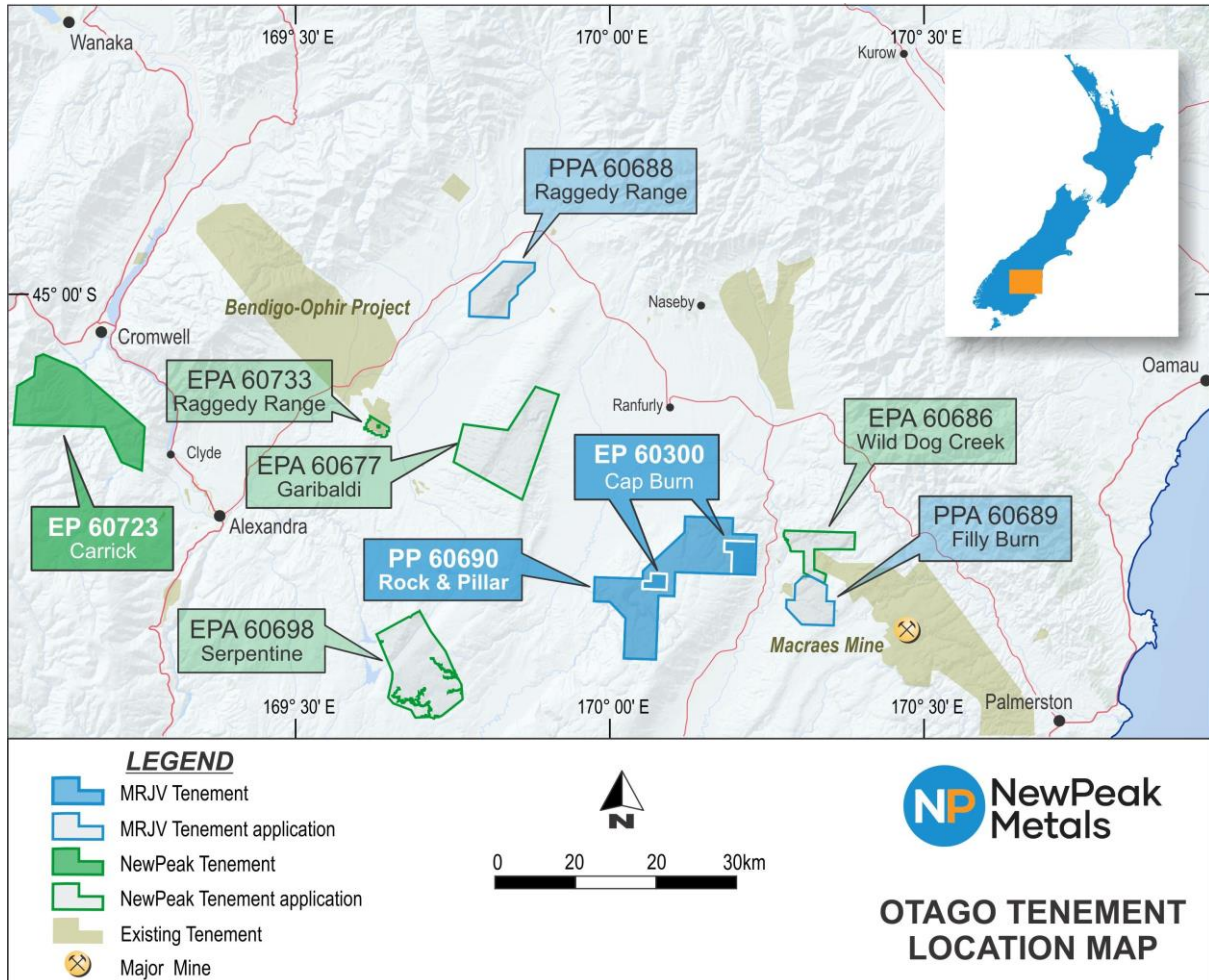 169° 30' E
170° 00' E
170° 30' E
Wanaka
Kurow
PPA 60688
Raggedy Range
45° 00' S
Bendigo-Ophir Project
Naseby
Cromwell
Oamau
EPA 60733
Raggedy Range
Ranfurly
EPA 60686
Wild Dog Creek
EP 60300
Cap Burn
Clyde
EPA 60677
Garibaldi
EP 60723
Carrick
Alexandra
PPA 60689
Filly Burn
PP 60690
Rock & Pillar
EPA 60698
Serpentine
Macraes Mine
169° 30' E
170° 00' E
170° 30' E
Palmerston
LEGEND
MRJV Tenement
MRJV Tenement application
NewPeak Tenement
NewPeak Tenement application
Existing Tenement
Major Mine
N
0 20 20 30km
NP NewPeak
Metals
OTAGO TENEMENT
LOCATION MAP